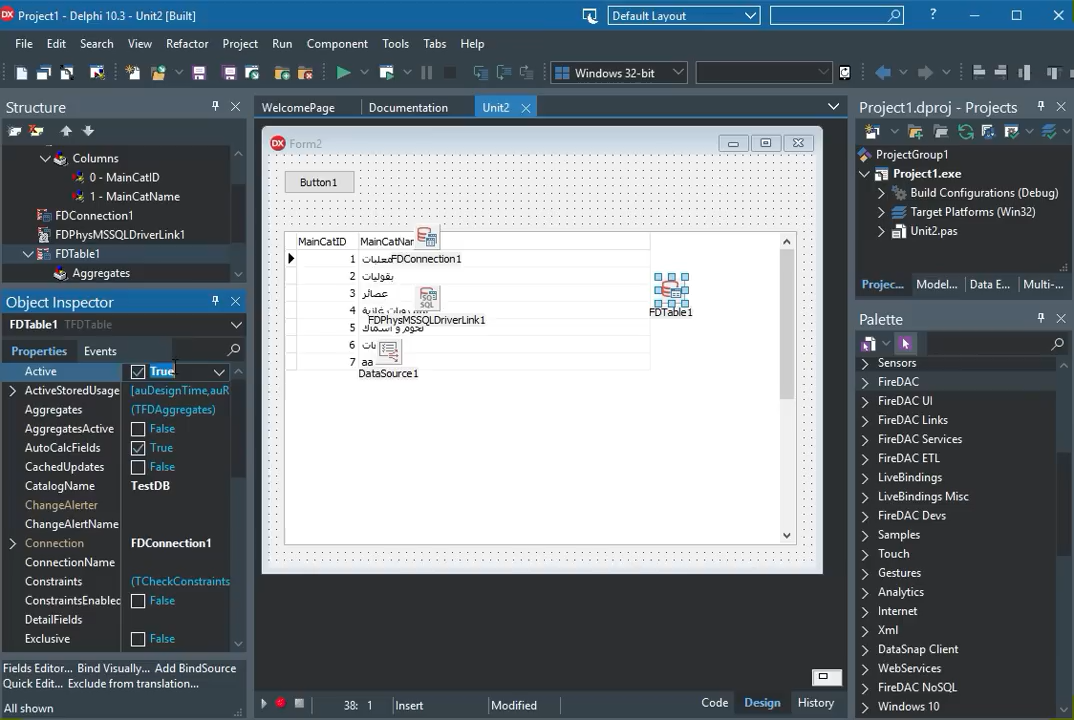 Project1 - Delphi 10.3 - Unit2 [Built]
Default Layout
File Edit Search View Refactor Project Run Component Tools Tabs Help
Windows 32-bit
Structure
Columns
0 - MainCatID
1 - MainCatName
FDConnection1
FDPhysMSSQLDriverLink1
FDTable1
Aggregates
Object Inspector
FDTable1 TFDTable
Properties Events
Active True
ActiveStoredUsage [auDesignTime,auR
Aggregates (TFDAggregates)
AggregatesActive False
AutoCalcFields True
CachedUpdates False
CatalogName TestDB
ChangeAlerter
ChangeAlertName
Connection FDConnection1
ConnectionName
Constraints (TCheckConstraints
ConstraintsEnabled False
DetailFields
Exclusive False
Fields Editor... Bind Visually... Add BindSource
Quick Edit... Exclude from translation...
All shown
WelcomePage Documentation Unit2
Form2
Button1
MainCatID MainCatNar
1
FDConnection1
2 بقوليات
3 عصائر
4
FDPhysMSSQLDriverLink1
5
6
7 aa
DataSource1
FDTable1
38: 1 Insert Modified Code Design History
Project1.dproj - Projects
ProjectGroup1
Project1.exe
Build Configurations (Debug)
Target Platforms (Win32)
Unit2.pas
Projec... Model... Data E... Multi-...
Palette
Sensors
FireDAC
FireDAC UI
FireDAC Links
FireDAC Services
FireDAC ETL
LiveBindings
LiveBindings Misc
FireDAC Devs
Samples
Touch
Gestures
Analytics
Internet
Xml
DataSnap Client
WebServices
FireDAC NoSQL
Windows 10